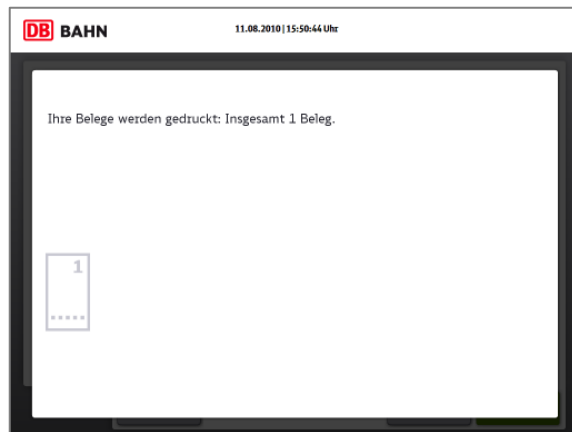 DB BAHN
11.08.2010 | 15:50:44 Uhr
Ihre Belege werden gedruckt: Insgesamt 1 Beleg.
1